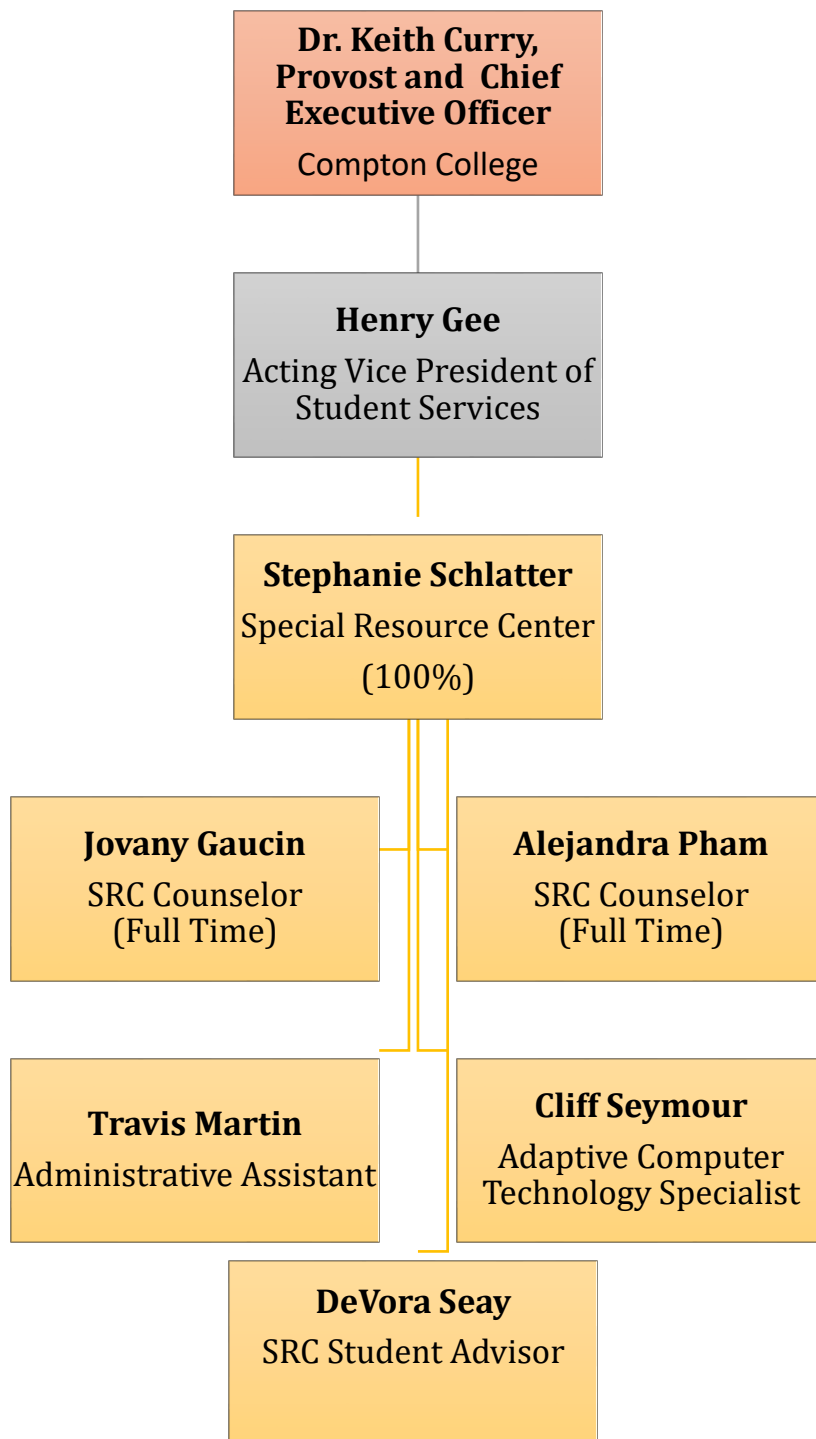 Dr. Keith Curry,
Provost and Chief
Executive Officer
Compton College
Henry Gee
Acting Vice President of
Student Services
Stephanie Schlatter
Special Resource Center
(100%)
Jovany Gaucin
SRC Counselor
(Full Time)
Alejandra Pham
SRC Counselor
(Full Time)
Travis Martin
Administrative Assistant
Cliff Seymour
Adaptive Computer
Technology Specialist
DeVora Seay
SRC Student Advisor